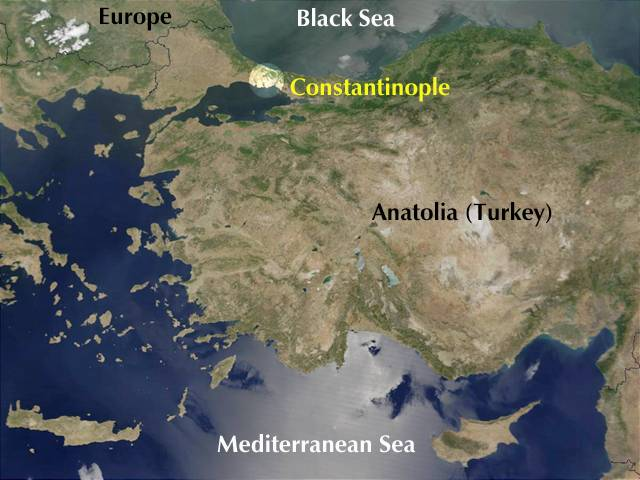 Europe
Black Sea
Constantinople
Anatolia (Turkey)
Mediterranean Sea